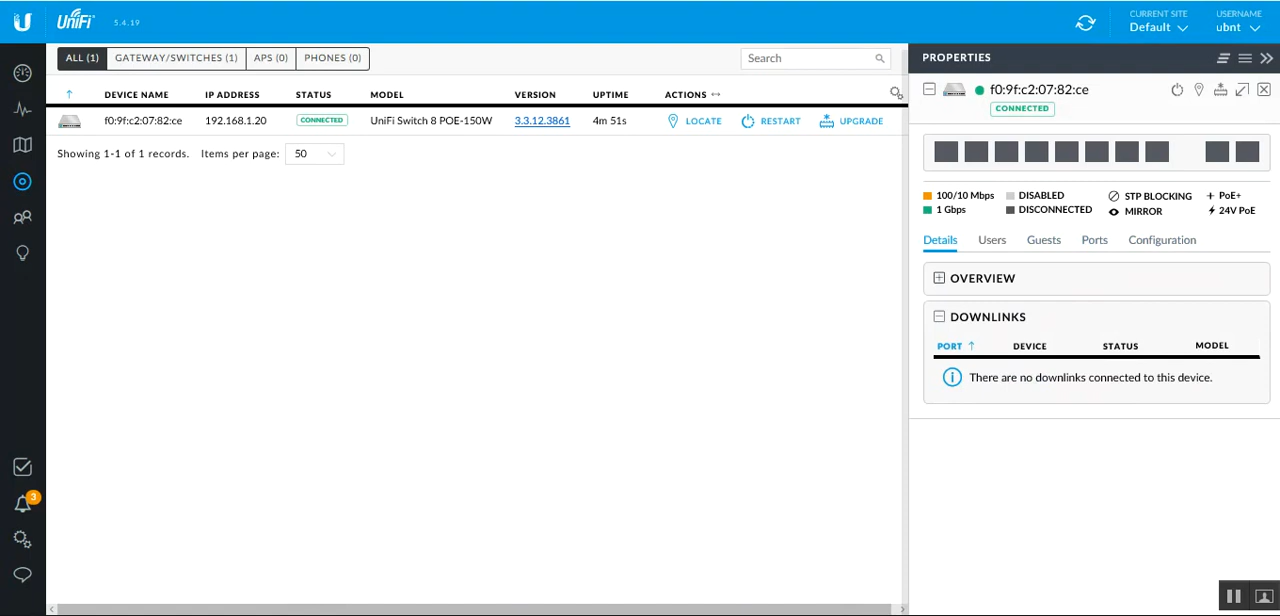 UniFi 5.4.19
CURRENT SITE
Default
USERNAME
ubnt
ALL (1) GATEWAY/SWITCHES (1) APS (0) PHONES (0)
Search
DEVICE NAME IP ADDRESS STATUS MODEL VERSION UPTIME ACTIONS
f0:9f:c2:07:82:ce 192.168.1.20 CONNECTED UniFi Switch 8 POE-150W 3.3.12.3861 4m 51s LOCATE RESTART UPGRADE
Showing 1-1 of 1 records. Items per page: 50
3
PROPERTIES
f0:9f:c2:07:82:ce
CONNECTED
100/10 Mbps DISABLED STP BLOCKING PoE+
1 Gbps DISCONNECTED MIRROR 24V PoE
Details Users Guests Ports Configuration
OVERVIEW
DOWNLINKS
PORT DEVICE STATUS MODEL
There are no downlinks connected to this device.